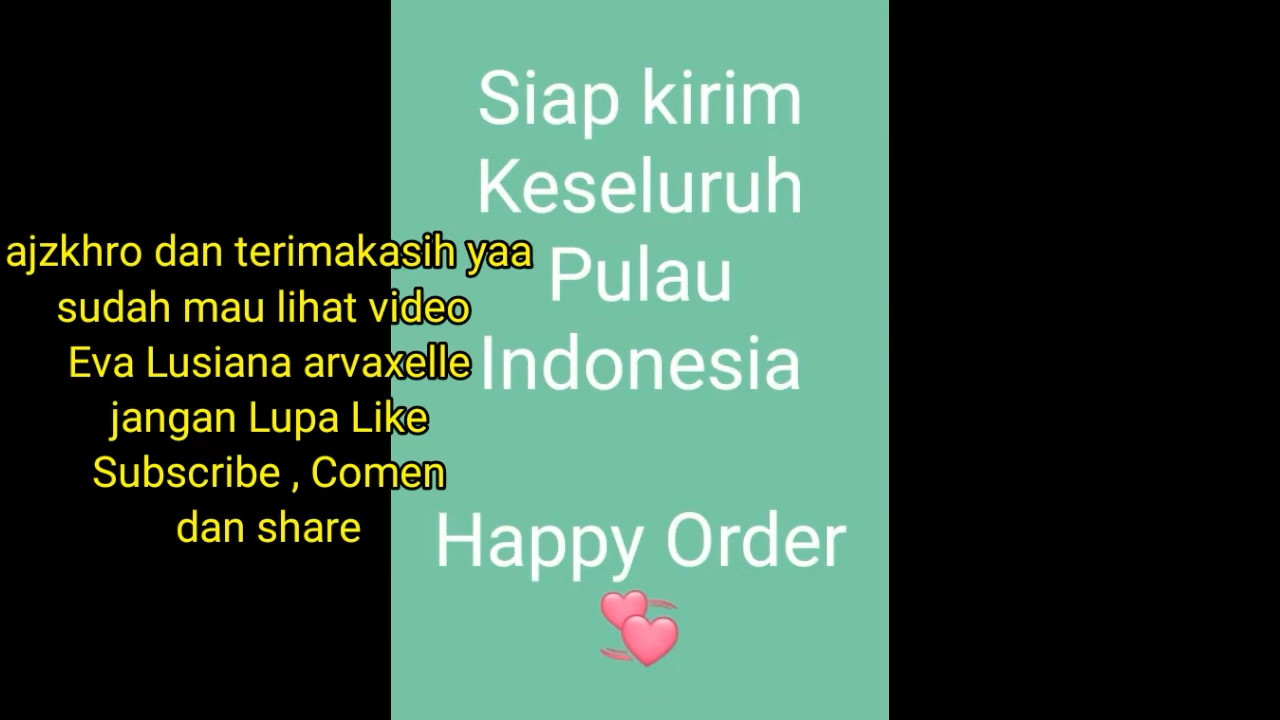 Siap kirim
Keseluruh
Pulau
Indonesia
Happy Order
ajzkhro dan terimakasih yaa
sudah mau lihat video
Eva Lusiana arvaxelle
jangan Lupa Like
Subscribe , Comen
dan share